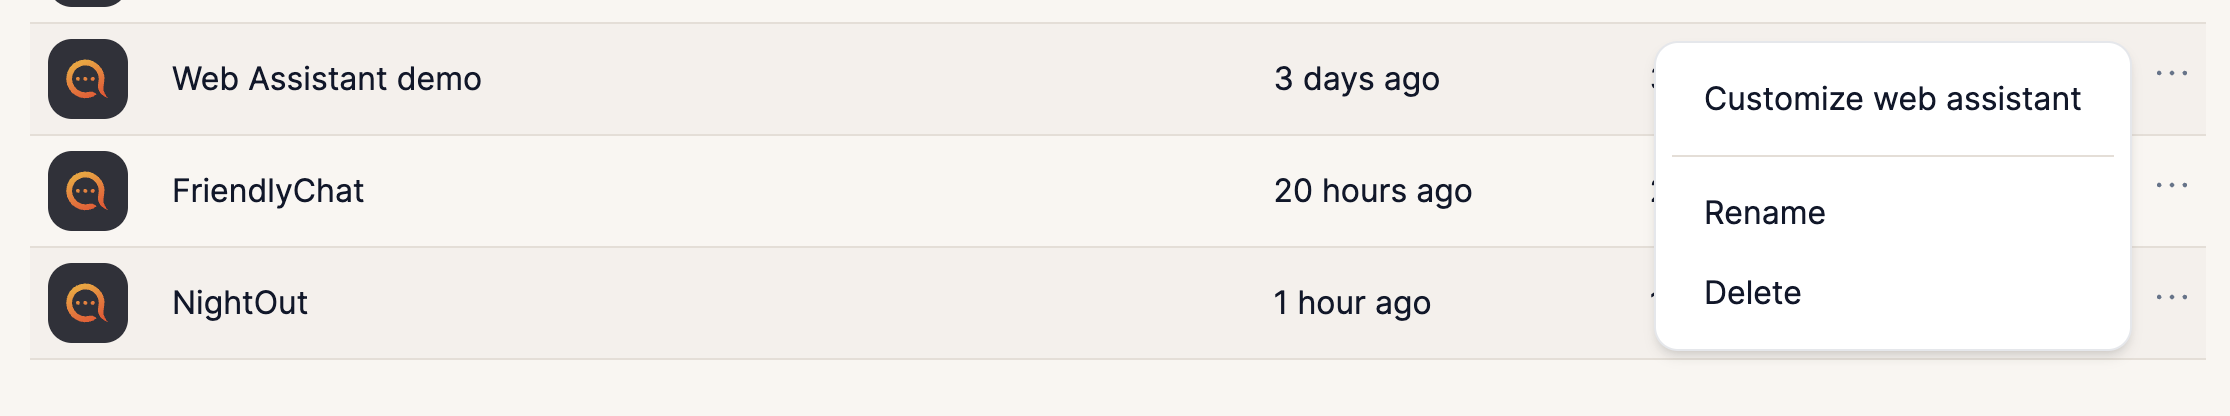 Web Assistant demo 3 days ago
Customize web assistant
FriendlyChat 20 hours ago
Rename
NightOut 1 hour ago
Delete